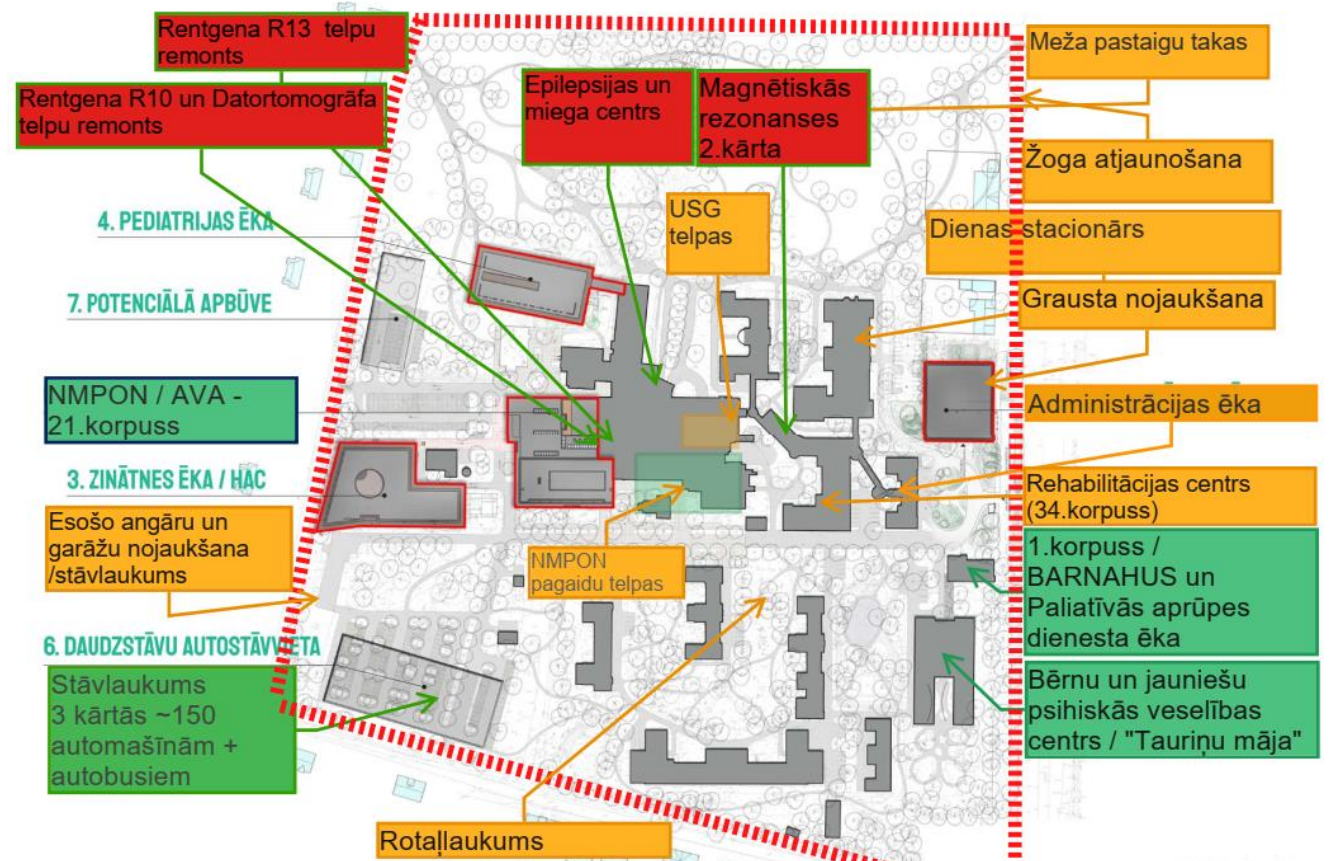 Rentgena R13 telpu
remonts
Rentgena R10 un Datortomogrāfa
telpu remonts
Epilepsijas un
miega centrs
Magnētiskās
rezonanses
2.kārta
Meža pastaigu takas
Žoga atjaunošana
USG
telpas
Dienas stacionārs
4. PEDIATRIJAS ĒKA
Grausta nojaukšana
7. POTENCIĀLĀ APBŪVE
NMPON / AVA -
21.korpuss
Administrācijas ēka
3. ZINĀTNES ĒKA / HAC
Rehabilitācijas centrs
(34.korpuss)
Esošo angāru un
garāžu nojaukšana
/stāvlaukums
NMPON
pagaidu telpas
1.korpuss /
BARNAHUS un
Paliatīvās aprūpes
dienesta ēka
6. DAUDZSTĀVU AUTOSTĀVVIETA
Stāvlaukums
3 kārtās ~150
automašīnām +
autobusiem
Bērnu un jauniešu
psihiskās veselības
centrs / "Tauriņu māja"
Rotaļlaukums